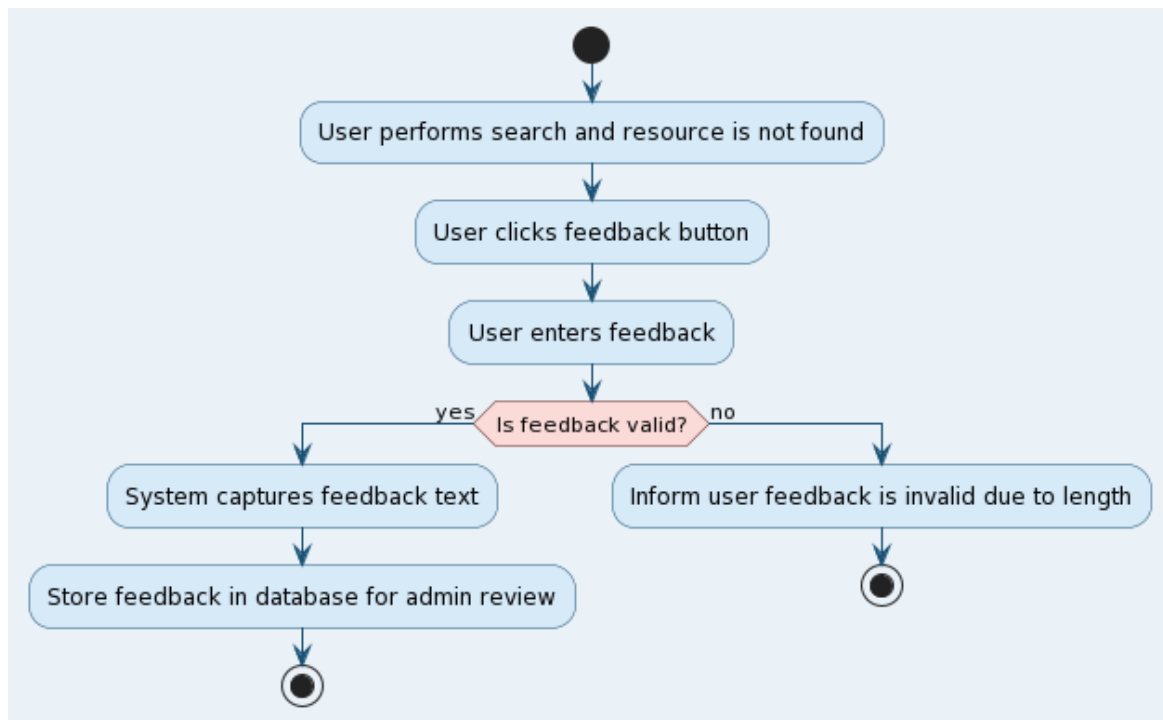 User performs search and resource is not found
User clicks feedback button
User enters feedback
yes
Is feedback valid?
no
System captures feedback text
Inform user feedback is invalid due to length
Store feedback in database for admin review